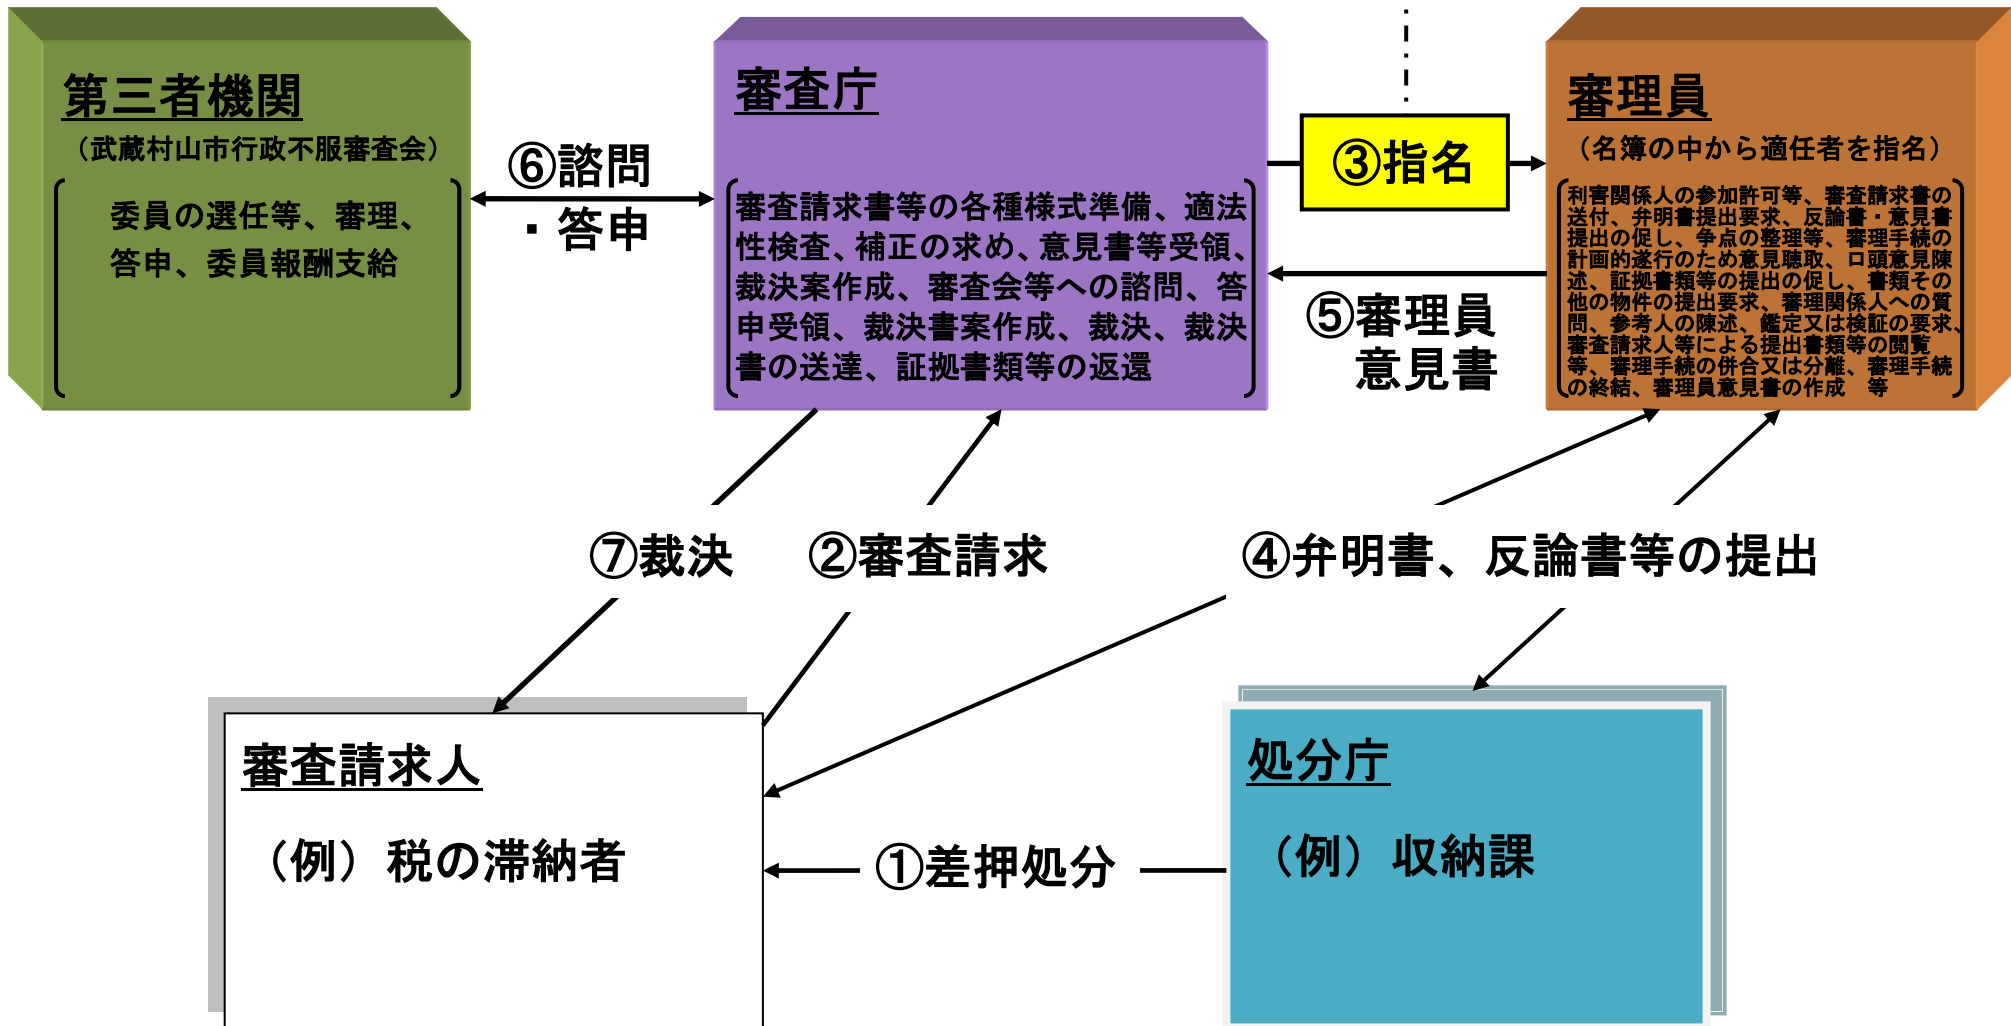 第三者機関
（武蔵村山市行政不服審査会）
委員の選任等、審理、
答申、委員報酬支給
⑥諮問
・答申
審査庁
審査請求書等の各種様式準備、適法
性検査、補正の求め、意見書等受領、
裁決案作成、審査会等への諮問、答
申受領、裁決書案作成、裁決、裁決
書の送達、証拠書類等の返還
③指名
⑤審理員
意見書
審理員
（名簿の中から適任者を指名）
利害関係人の参加許可等、審査請求書の
送付、弁明書提出要求、反論書・意見書
提出の促し、争点の整理等、審理手続の
計画的遂行のため意見聴取、口頭意見陳
述、証拠書類等の提出の促し、書類その
他の物件の提出要求、審理関係人への質
問、参考人の陳述、鑑定又は検証の要求、
審査請求人等による提出書類等の閲覧
等、審理手続の併合又は分離、審理手続
の終結、審理員意見書の作成　等
⑦裁決
②審査請求
④弁明書、反論書等の提出
審査請求人
（例）税の滞納者
①差押処分
処分庁
（例）収納課